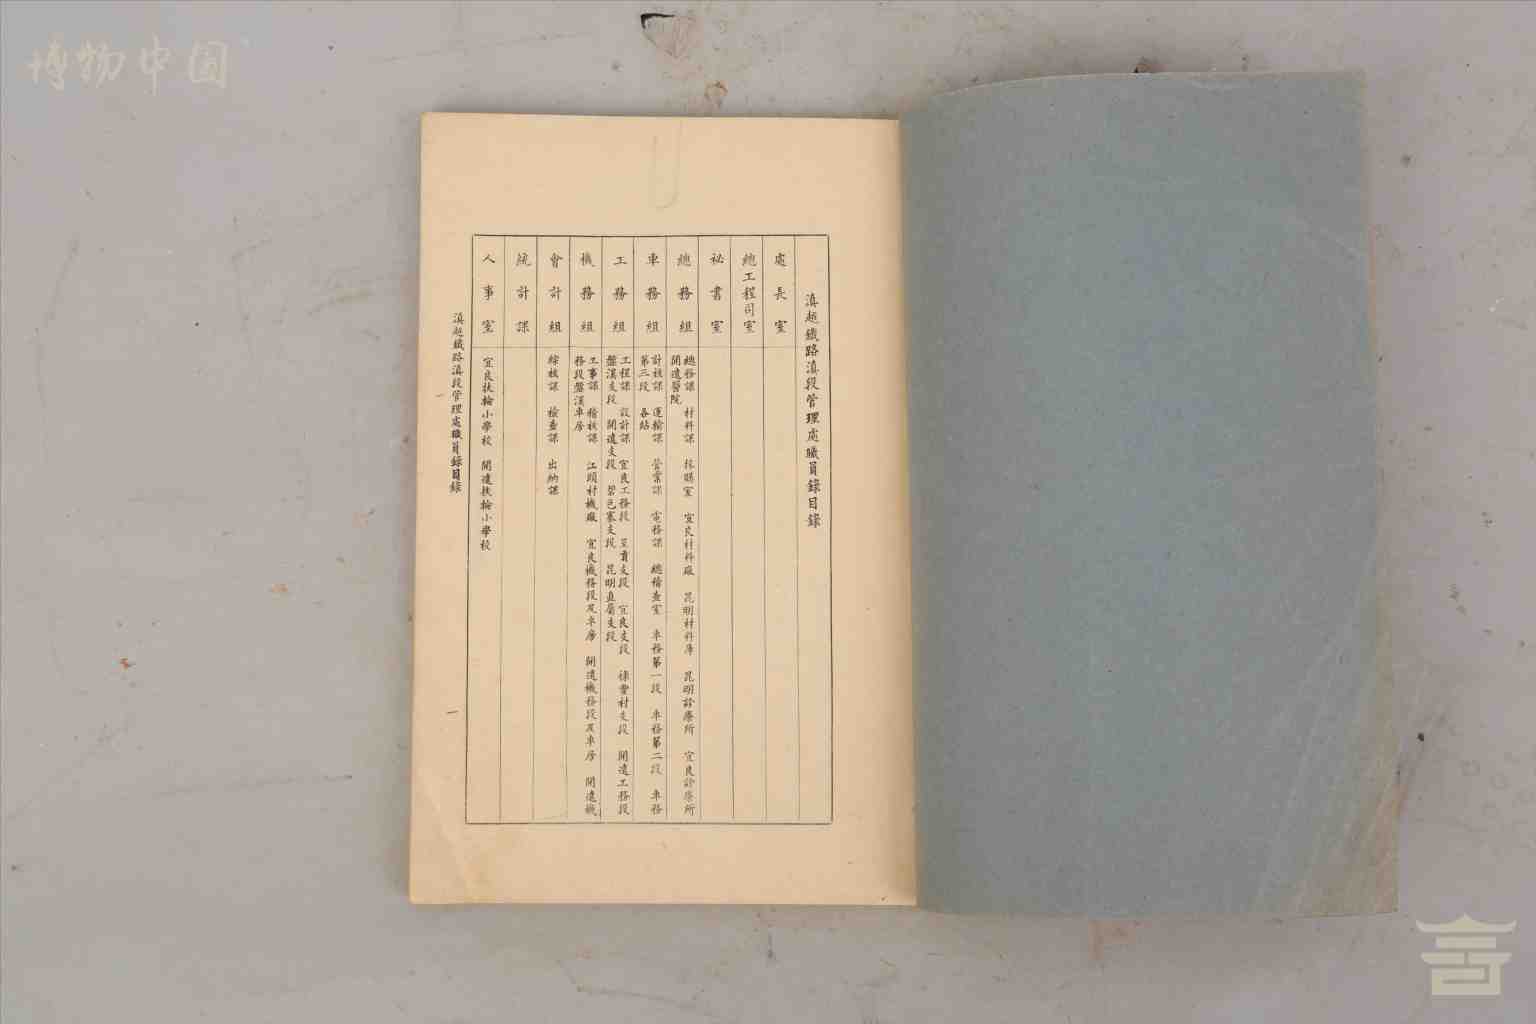 博物中国
滇越鐵路滇段管理處職員錄目錄
處長室
總工程司室
祕書室
總務組
總務課 材料課 採購室 宜良材料廠 昆明材料庫 昆明診療所 宜良診療所
開遠醫院
車務組
計核課 運輸課 營業課 電務課 總稽查室 車務第一段 車務第二段 車務
第三段 各站
工務組
工程課 設計課 宜良工務段 呈貢支段 宜良支段 祿豐村支段 開遠工務段
盤溪支段 開遠支段 碧色寨支段 昆明直屬支段
機務組
工事課 稽核課 江頭村機廠 宜良機務段及車房 開遠機務段及車房 開遠機
務段盤溪車房
會計組
綜核課 檢查課 出納課
統計課
人事室
宜良扶輪小學校 開遠扶輪小學校
滇越鐵路滇段管理處職員錄目錄
一